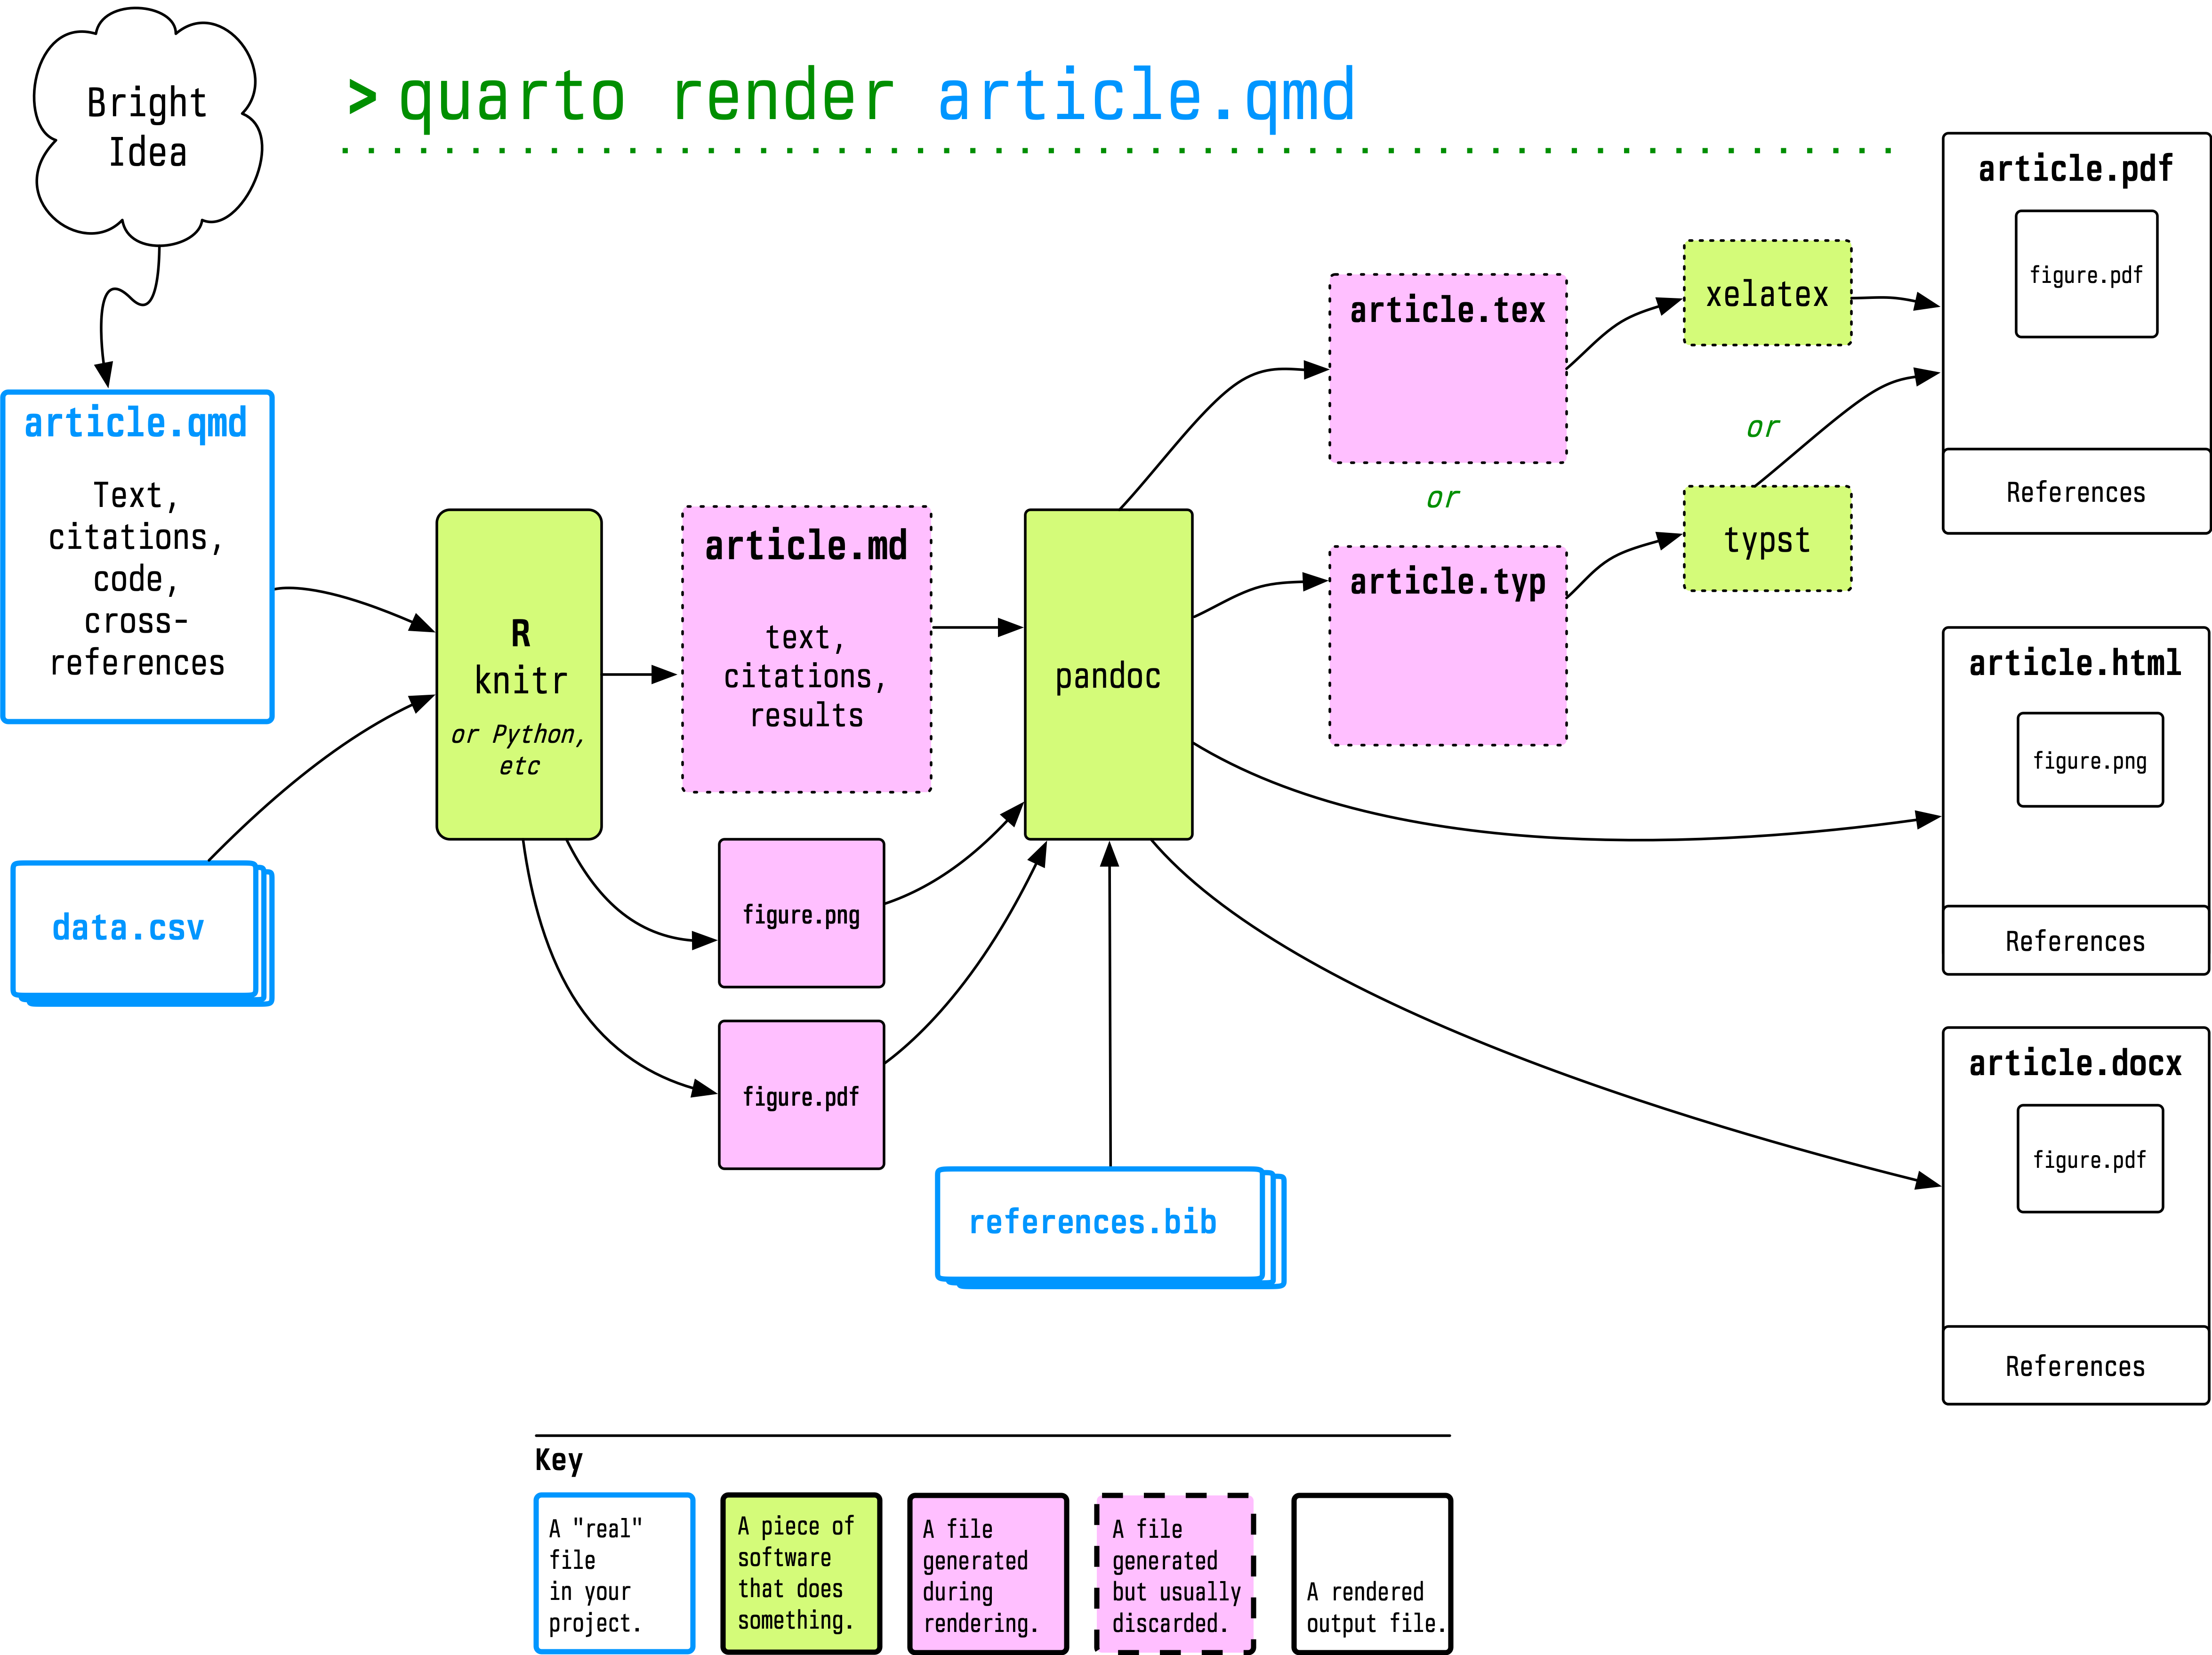 Bright
Idea
> quarto render article.qmd
article.qmd
Text,
citations,
code,
cross-
references
data.csv
R
knitr
or Python,
etc
article.md
text,
citations,
results
figure.png
figure.pdf
pandoc
references.bib
article.tex
or
article.typ
xelatex
or
typst
article.pdf
figure.pdf
References
article.html
figure.png
References
article.docx
figure.pdf
References
Key
A "real"
file
in your
project.
A piece of
software
that does
something.
A file
generated
during
rendering.
A file
generated
but usually
discarded.
A rendered
output file.